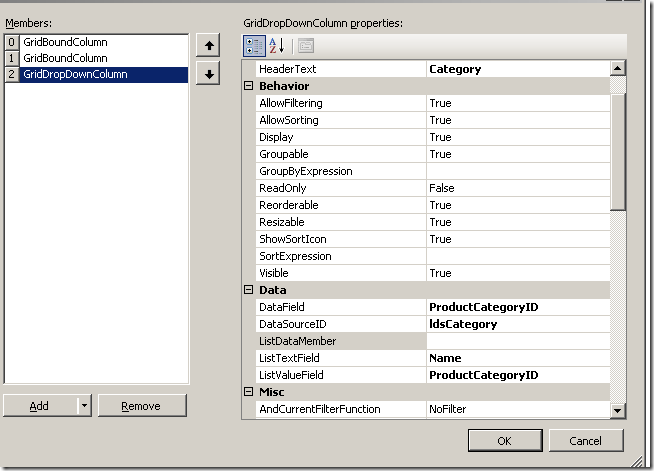 Members:
GridDropDownColumn properties:
0 GridBoundColumn
1 GridBoundColumn
2 GridDropDownColumn
HeaderText Category
Behavior
AllowFiltering True
AllowSorting True
Display True
Groupable True
GroupByExpression
ReadOnly False
Reorderable True
Resizable True
ShowSortIcon True
SortExpression
Visible True
Data
DataField ProductCategoryID
DataSourceID ldsCategory
ListDataMember
ListTextField Name
ListValueField ProductCategoryID
Misc
AndCurrentFilterFunction NoFilter
Add
Remove
OK
Cancel